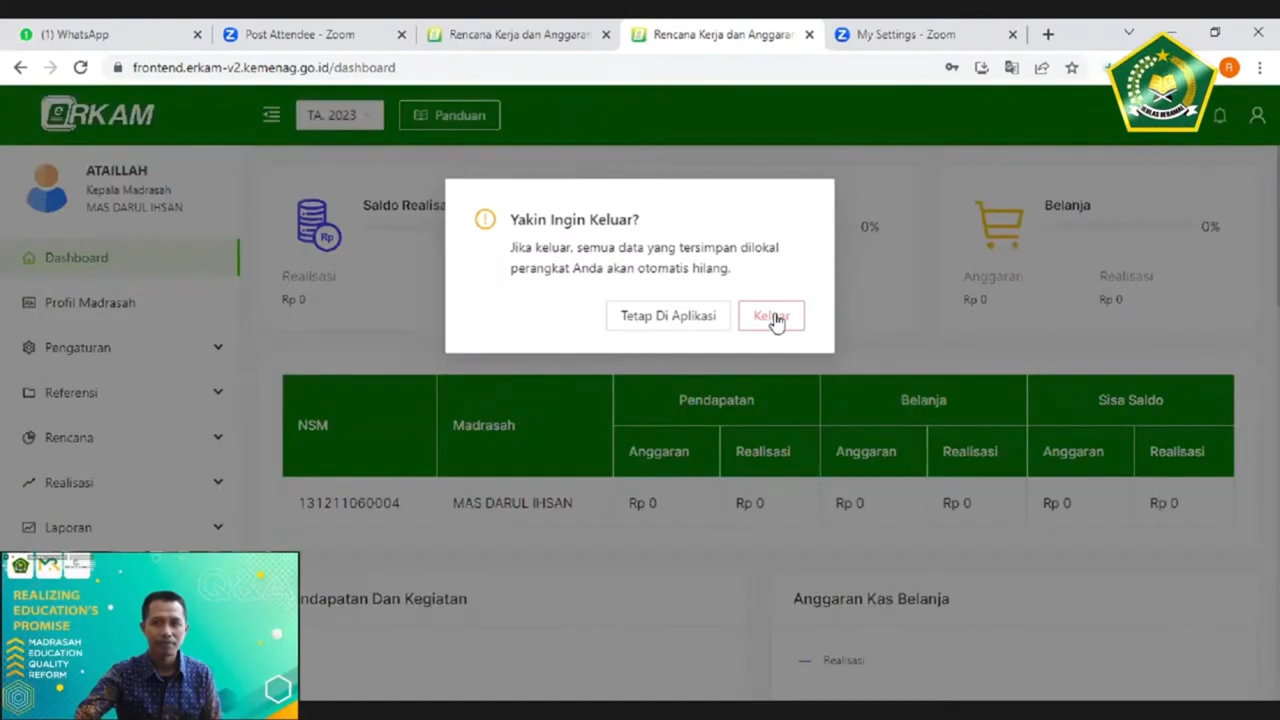 (1) WhatsApp
Post Attendee - Zoom
Rencana Kerja dan Anggaran
Rencana Kerja dan Anggaran
My Settings - Zoom
frontend.erkam-v2.kemenag.go.id/dashboard
eRKAM
TA. 2023
Panduan
ATAILLAH
Kepala Madrasah
MAS DARUL IHSAN
Dashboard
Profil Madrasah
Pengaturan
Referensi
Rencana
Realisasi
Laporan
Saldo Realisa
Rp
Realisasi
Rp 0
0%
Belanja
0%
Anggaran
Realisasi
Rp 0
Rp 0
Yakin Ingin Keluar?
Jika keluar, semua data yang tersimpan dilokal
perangkat Anda akan otomatis hilang.
Tetap Di Aplikasi
Keluar
NSM
Madrasah
Pendapatan
Belanja
Sisa Saldo
Anggaran
Realisasi
Anggaran
Realisasi
Anggaran
Realisasi
131211060004
MAS DARUL IHSAN
Rp 0
Rp 0
Rp 0
Rp 0
Rp 0
Rp 0
ndapatan Dan Kegiatan
Anggaran Kas Belanja
Realisasi
Q&A
REALIZING
EDUCATION'S
PROMISE
MADRASAH
EDUCATION
QUALITY
REFORM
IKHLAS BERAMAL
R